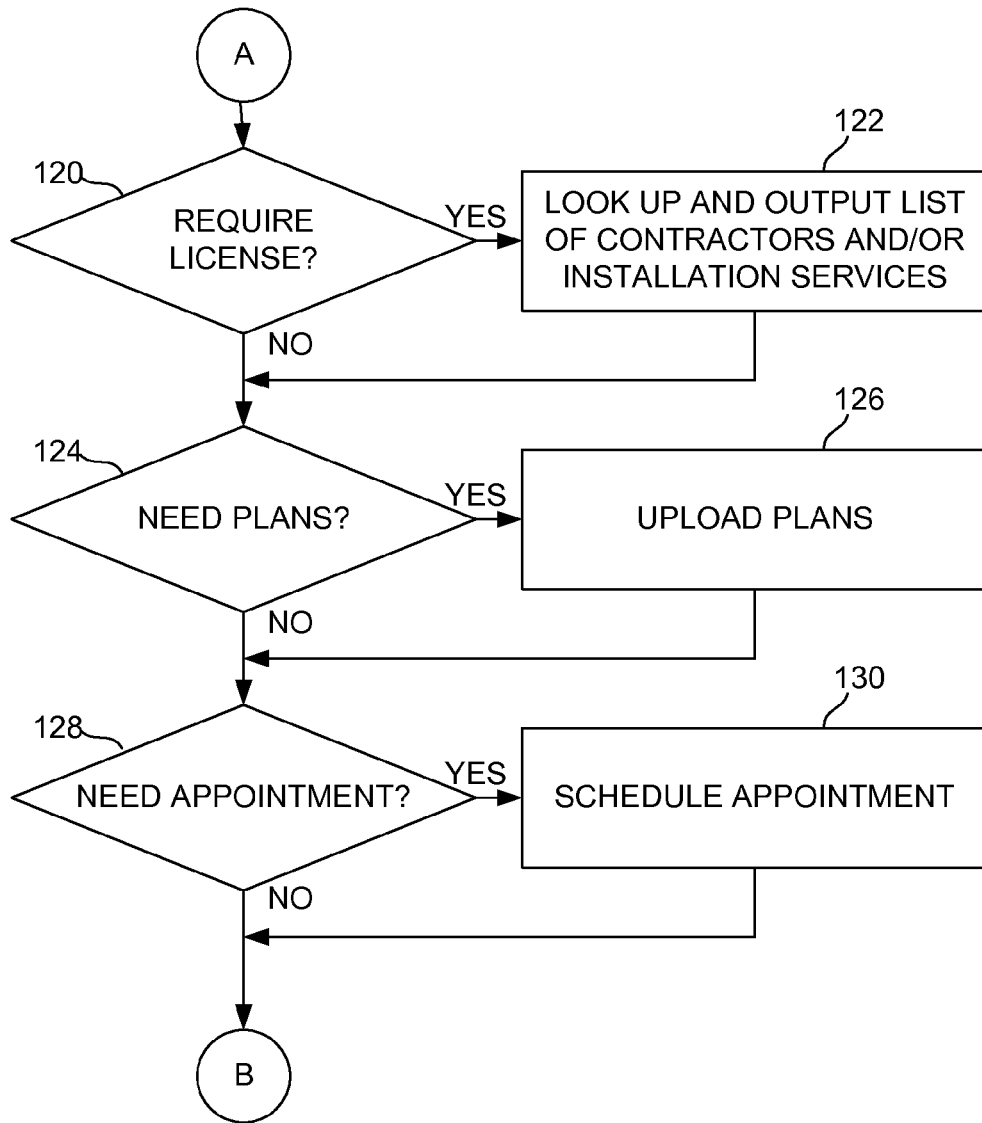 A
120
REQUIRE
LICENSE?
YES
122
LOOK UP AND OUTPUT LIST
OF CONTRACTORS AND/OR
INSTALLATION SERVICES
NO
124
NEED PLANS?
YES
126
UPLOAD PLANS
NO
128
NEED APPOINTMENT?
YES
130
SCHEDULE APPOINTMENT
NO
B